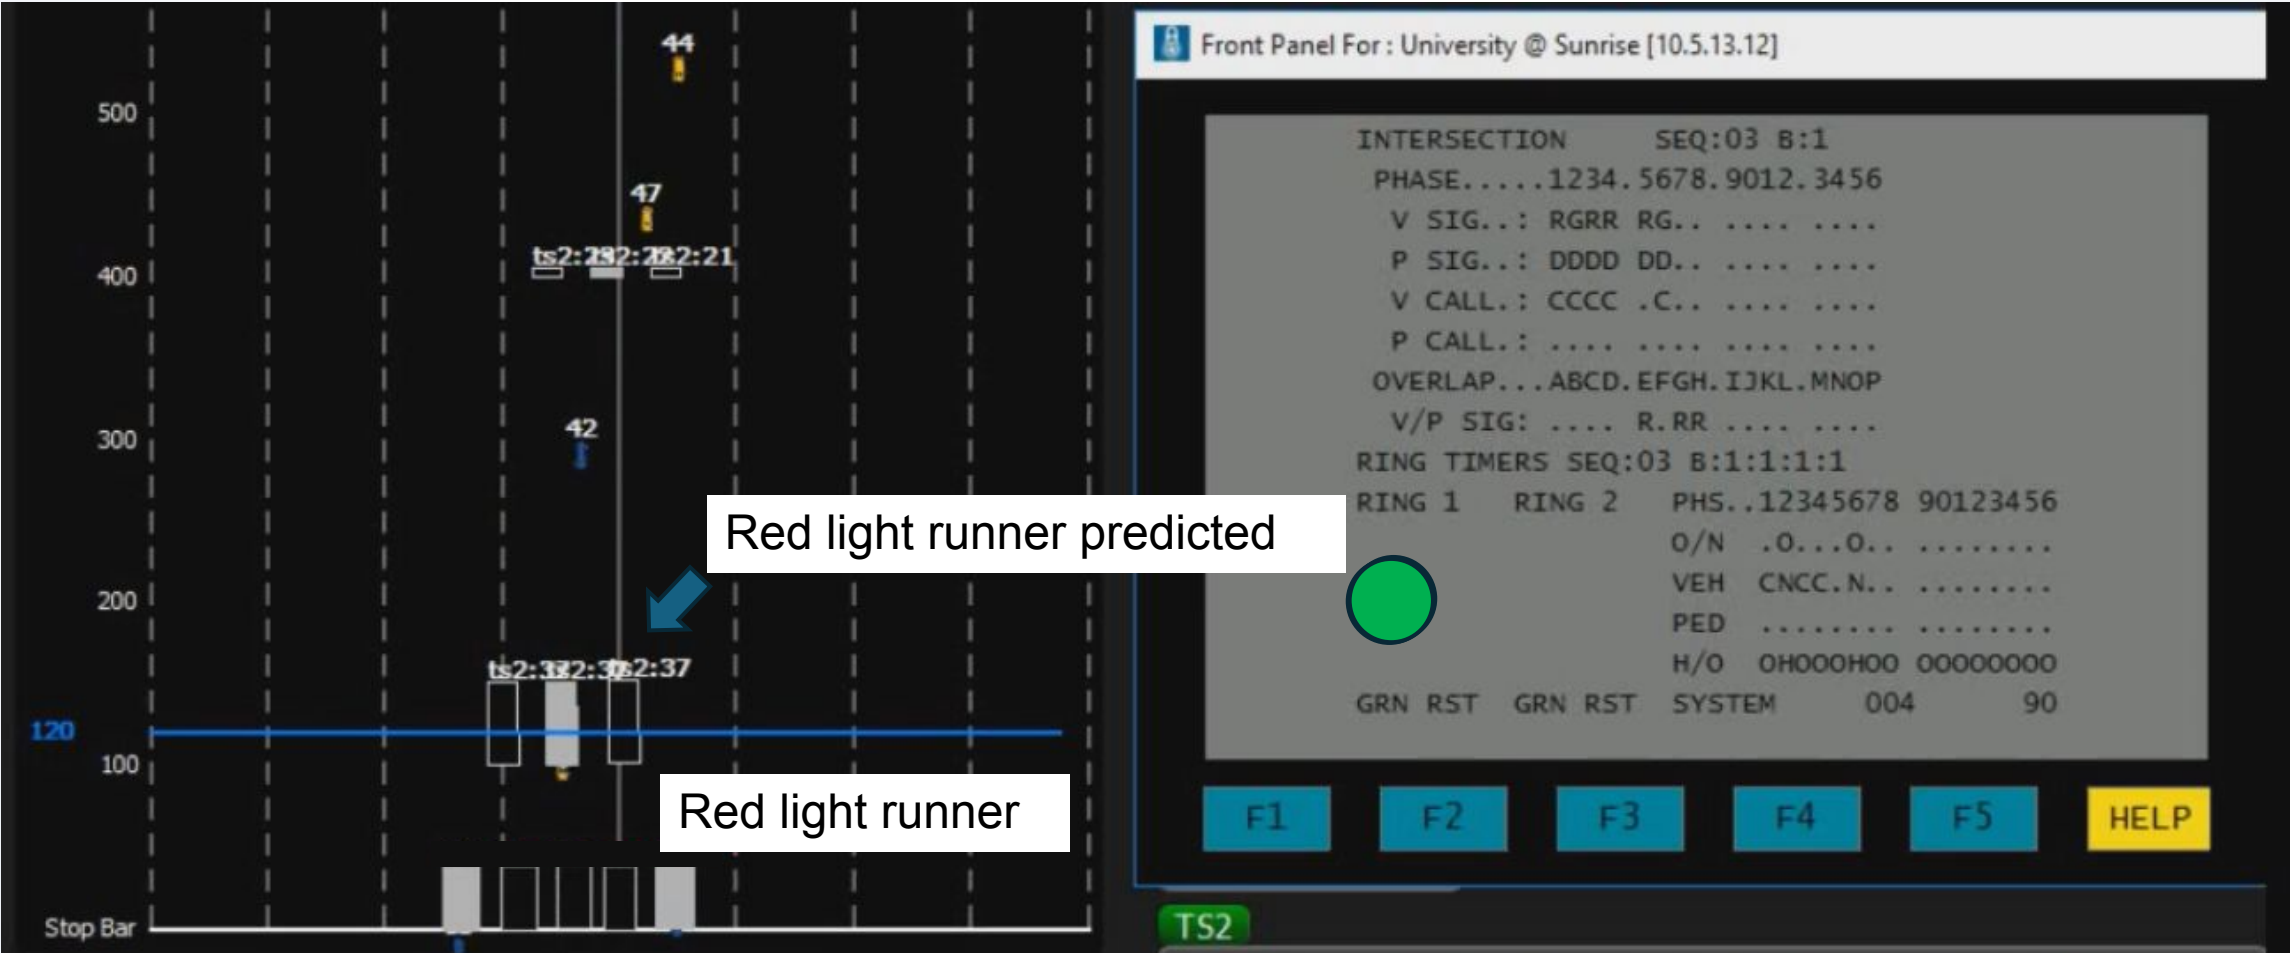 44
500
47
ts2:21
400
42
300
Red light runner predicted
200
ts2:37
120
100
Red light runner
Stop Bar
Front Panel For : University @ Sunrise [10.5.13.12]
INTERSECTION SEQ:03 B:1
PHASE.....1234.5678.9012.3456
V SIG..: RGRR RG.. .... ....
P SIG..: DDDD DD.. .... ....
V CALL.: CCCC .C.. .... ....
P CALL.: .... .... .... ....
OVERLAP...ABCD.EFGH.IJKL.MNOP
V/P SIG: .... R.RR .... ....
RING TIMERS SEQ:03 B:1:1:1:1
RING 1 RING 2 PHS..12345678 90123456
O/N .O...O.. ........
VEH CNCC.N.. ........
PED ........ ........
H/O OHOOOHOO OOOOOOOO
GRN RST GRN RST SYSTEM 004 90
F1 F2 F3 F4 F5 HELP
TS2